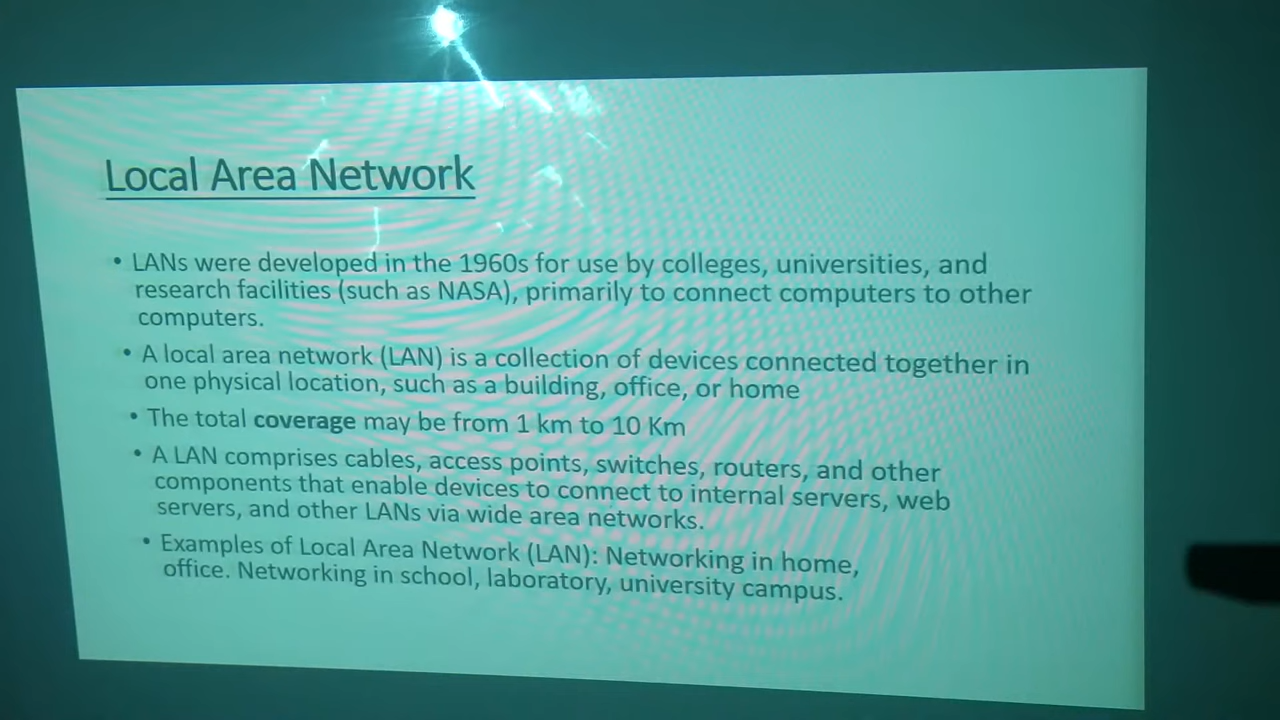 Local Area Network
• LANs were developed in the 1960s for use by colleges, universities, and
research facilities (such as NASA), primarily to connect computers to other
computers.
• A local area network (LAN) is a collection of devices connected together in
one physical location, such as a building, office, or home
• The total coverage may be from 1 km to 10 Km
• A LAN comprises cables, access points, switches, routers, and other
components that enable devices to connect to internal servers, web
servers, and other LANs via wide area networks.
• Examples of Local Area Network (LAN): Networking in home,
office. Networking in school, laboratory, university campus.